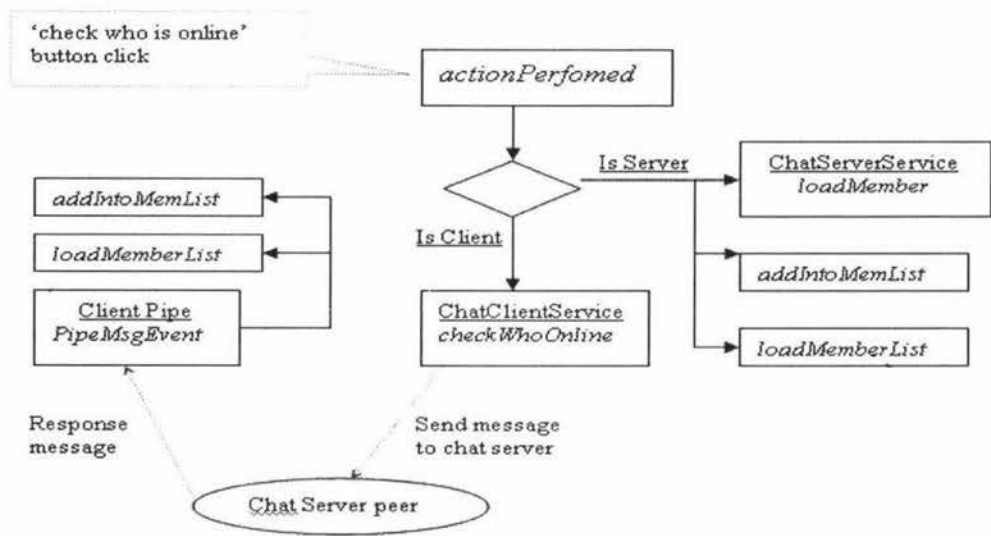 ‘check who is online’
button click
actionPerfomed
Is Server
ChatServerService
loadMember
addIntoMemList
loadMemberList
Is Client
Client Pipe
PipeMsgEvent
ChatClientService
checkWhoOnline
addIntoMemList
loadMemberList
Response
message
Send message
to chat server
Chat Server peer